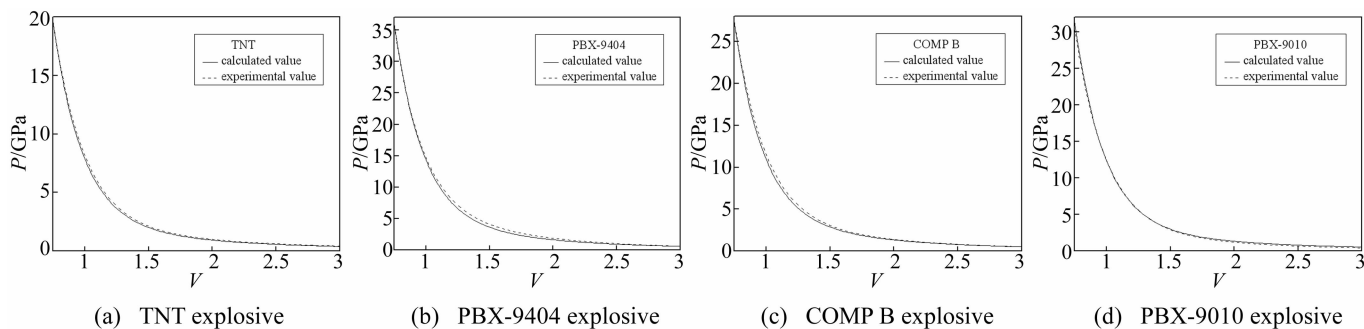 TNT
calculated value
experimental value
P/GPa
20
15
10
5
0
1
1.5
2
2.5
3
V
(a) TNT explosive
PBX-9404
calculated value
experimental value
P/GPa
35
30
25
20
15
10
5
0
1
1.5
2
2.5
3
V
(b) PBX-9404 explosive
COMP B
calculated value
experimental value
P/GPa
25
20
15
10
5
0
1
1.5
2
2.5
3
V
(c) COMP B explosive
PBX-9010
calculated value
experimental value
P/GPa
30
25
20
15
10
5
0
1
1.5
2
2.5
3
V
(d) PBX-9010 explosive